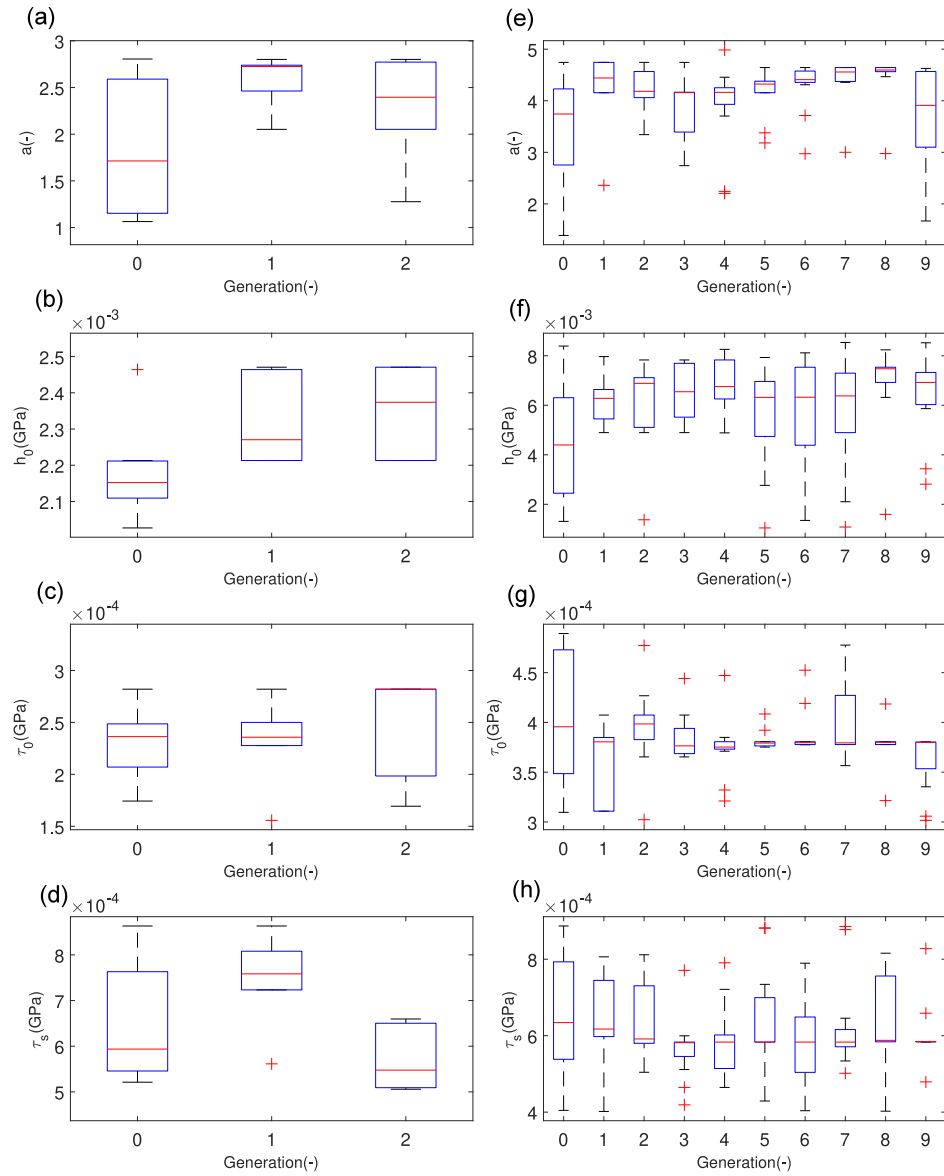 (a)
3
2.5
2
1.5
1
a(-)
0 1 2
Generation(-)
(e)
5
4
3
2
a(-)
0 1 2 3 4 5 6 7 8 9
Generation(-)
(b)
×10⁻³
2.5
2.4
2.3
2.2
2.1
h₀(GPa)
0 1 2
Generation(-)
(f)
×10⁻³
8
6
4
2
h₀(GPa)
0 1 2 3 4 5 6 7 8 9
Generation(-)
(c)
×10⁻⁴
3
2.5
2
1.5
τ₀(GPa)
0 1 2
Generation(-)
(g)
×10⁻⁴
4.5
4
3.5
3
τ₀(GPa)
0 1 2 3 4 5 6 7 8 9
Generation(-)
(d)
×10⁻⁴
8
7
6
5
τₛ(GPa)
0 1 2
Generation(-)
(h)
×10⁻⁴
8
6
4
τₛ(GPa)
0 1 2 3 4 5 6 7 8 9
Generation(-)